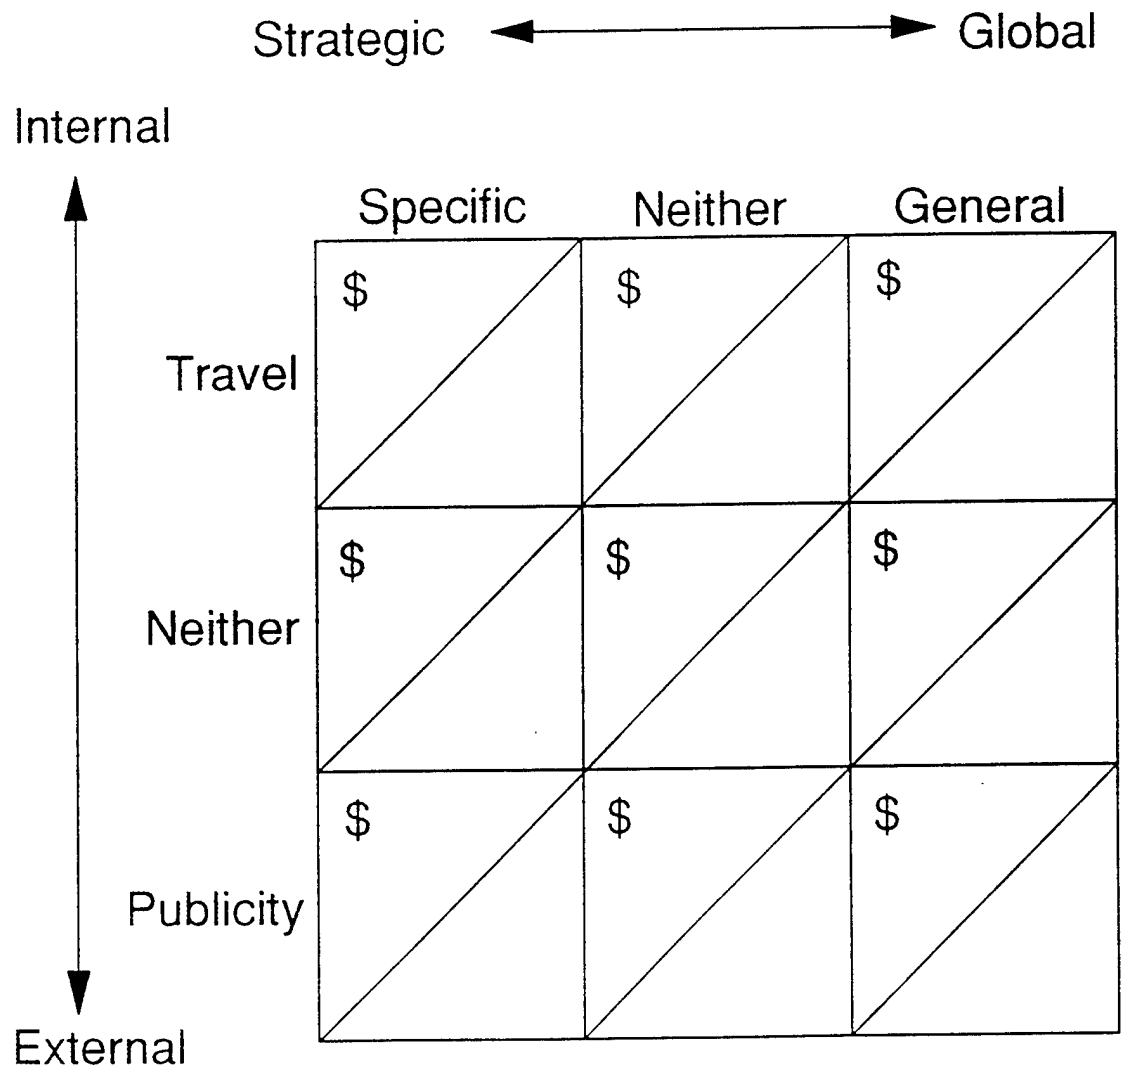 Strategic Global
Internal
Specific Neither General
$ $ $
Travel
$ $ $
Neither
$ $ $
Publicity
External